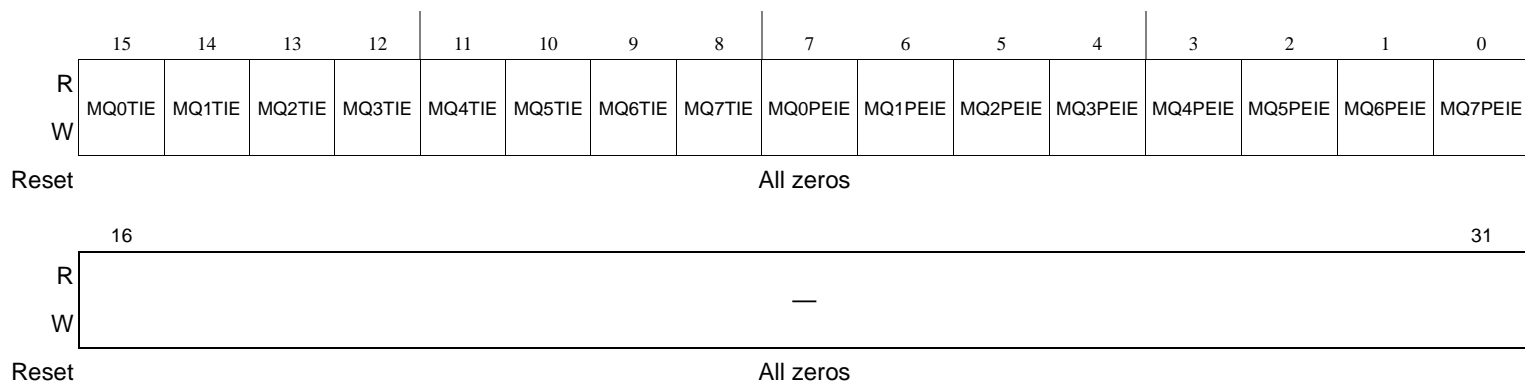 15 14 13 12 11 10 9 8 7 6 5 4 3 2 1 0
R
MQ0TIE MQ1TIE MQ2TIE MQ3TIE MQ4TIE MQ5TIE MQ6TIE MQ7TIE MQ0PEIE MQ1PEIE MQ2PEIE MQ3PEIE MQ4PEIE MQ5PEIE MQ6PEIE MQ7PEIE
W
Reset All zeros
16 31
R
—
W
Reset All zeros